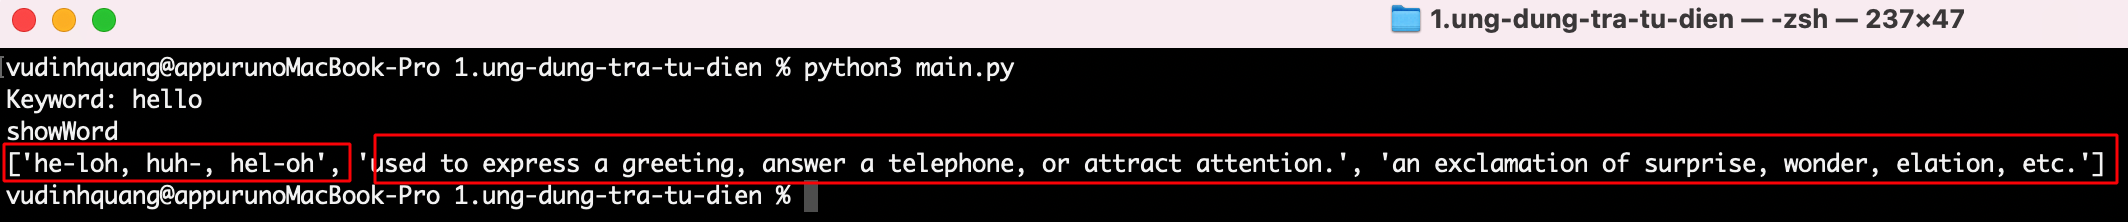 1.ung-dung-tra-tu-dien — -zsh — 237×47
vudinhquang@appurunoMacBook-Pro 1.ung-dung-tra-tu-dien % python3 main.py
Keyword: hello
showWord
['he-loh, huh-, hel-oh', 'used to express a greeting, answer a telephone, or attract attention.', 'an exclamation of surprise, wonder, elation, etc.']
vudinhquang@appurunoMacBook-Pro 1.ung-dung-tra-tu-dien %